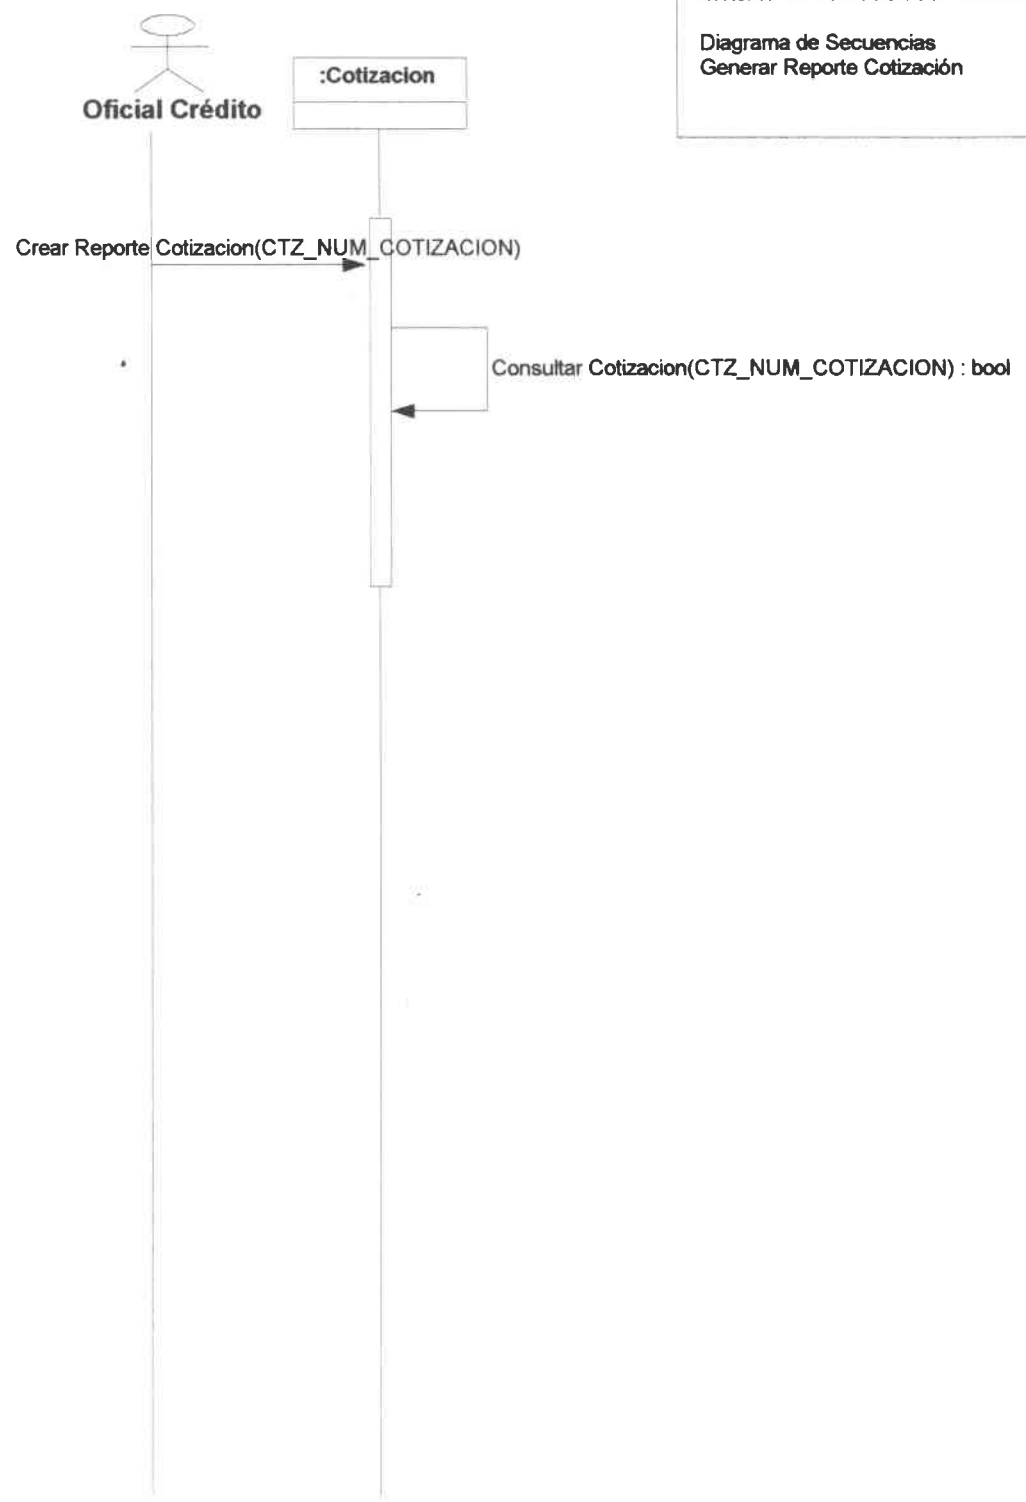 Diagrama de Secuencias
Generar Reporte Cotización
:Cotizacion
Oficial Crédito
Crear Reporte Cotizacion(CTZ_NUM_COTIZACION)
Consultar Cotizacion(CTZ_NUM_COTIZACION) : bool